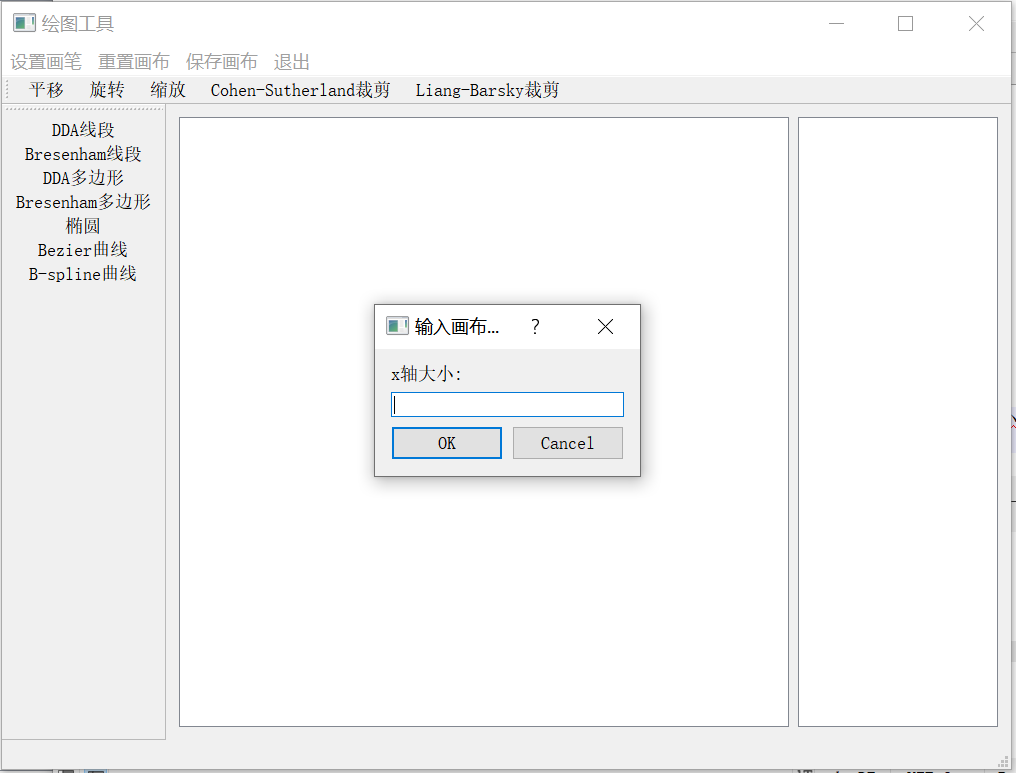 绘图工具
设置画笔 重置画布 保存画布 退出
平移 旋转 缩放 Cohen-Sutherland裁剪 Liang-Barsky裁剪
DDA线段
Bresenham线段
DDA多边形
Bresenham多边形
椭圆
Bezier曲线
B-spline曲线
输入画布... ?
x轴大小:
OK Cancel